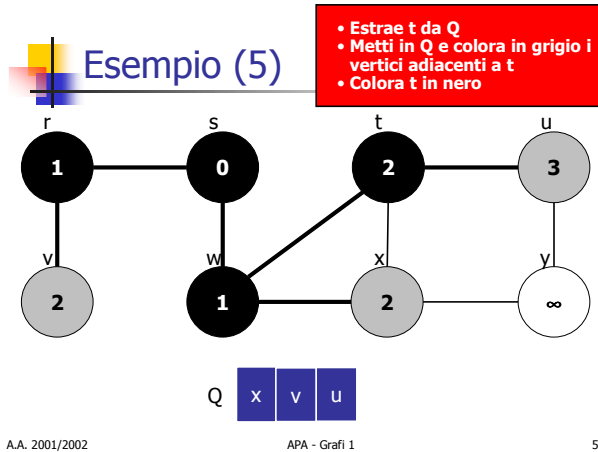 Esempio (5)
• Estrae t da Q
• Metti in Q e colora in grigio i
vertici adiacenti a t
• Colora t in nero
r s t u
1 0 2 3
v w x y
2 1 2 ∞
Q x v u
A.A. 2001/2002 APA - Grafi 1 5